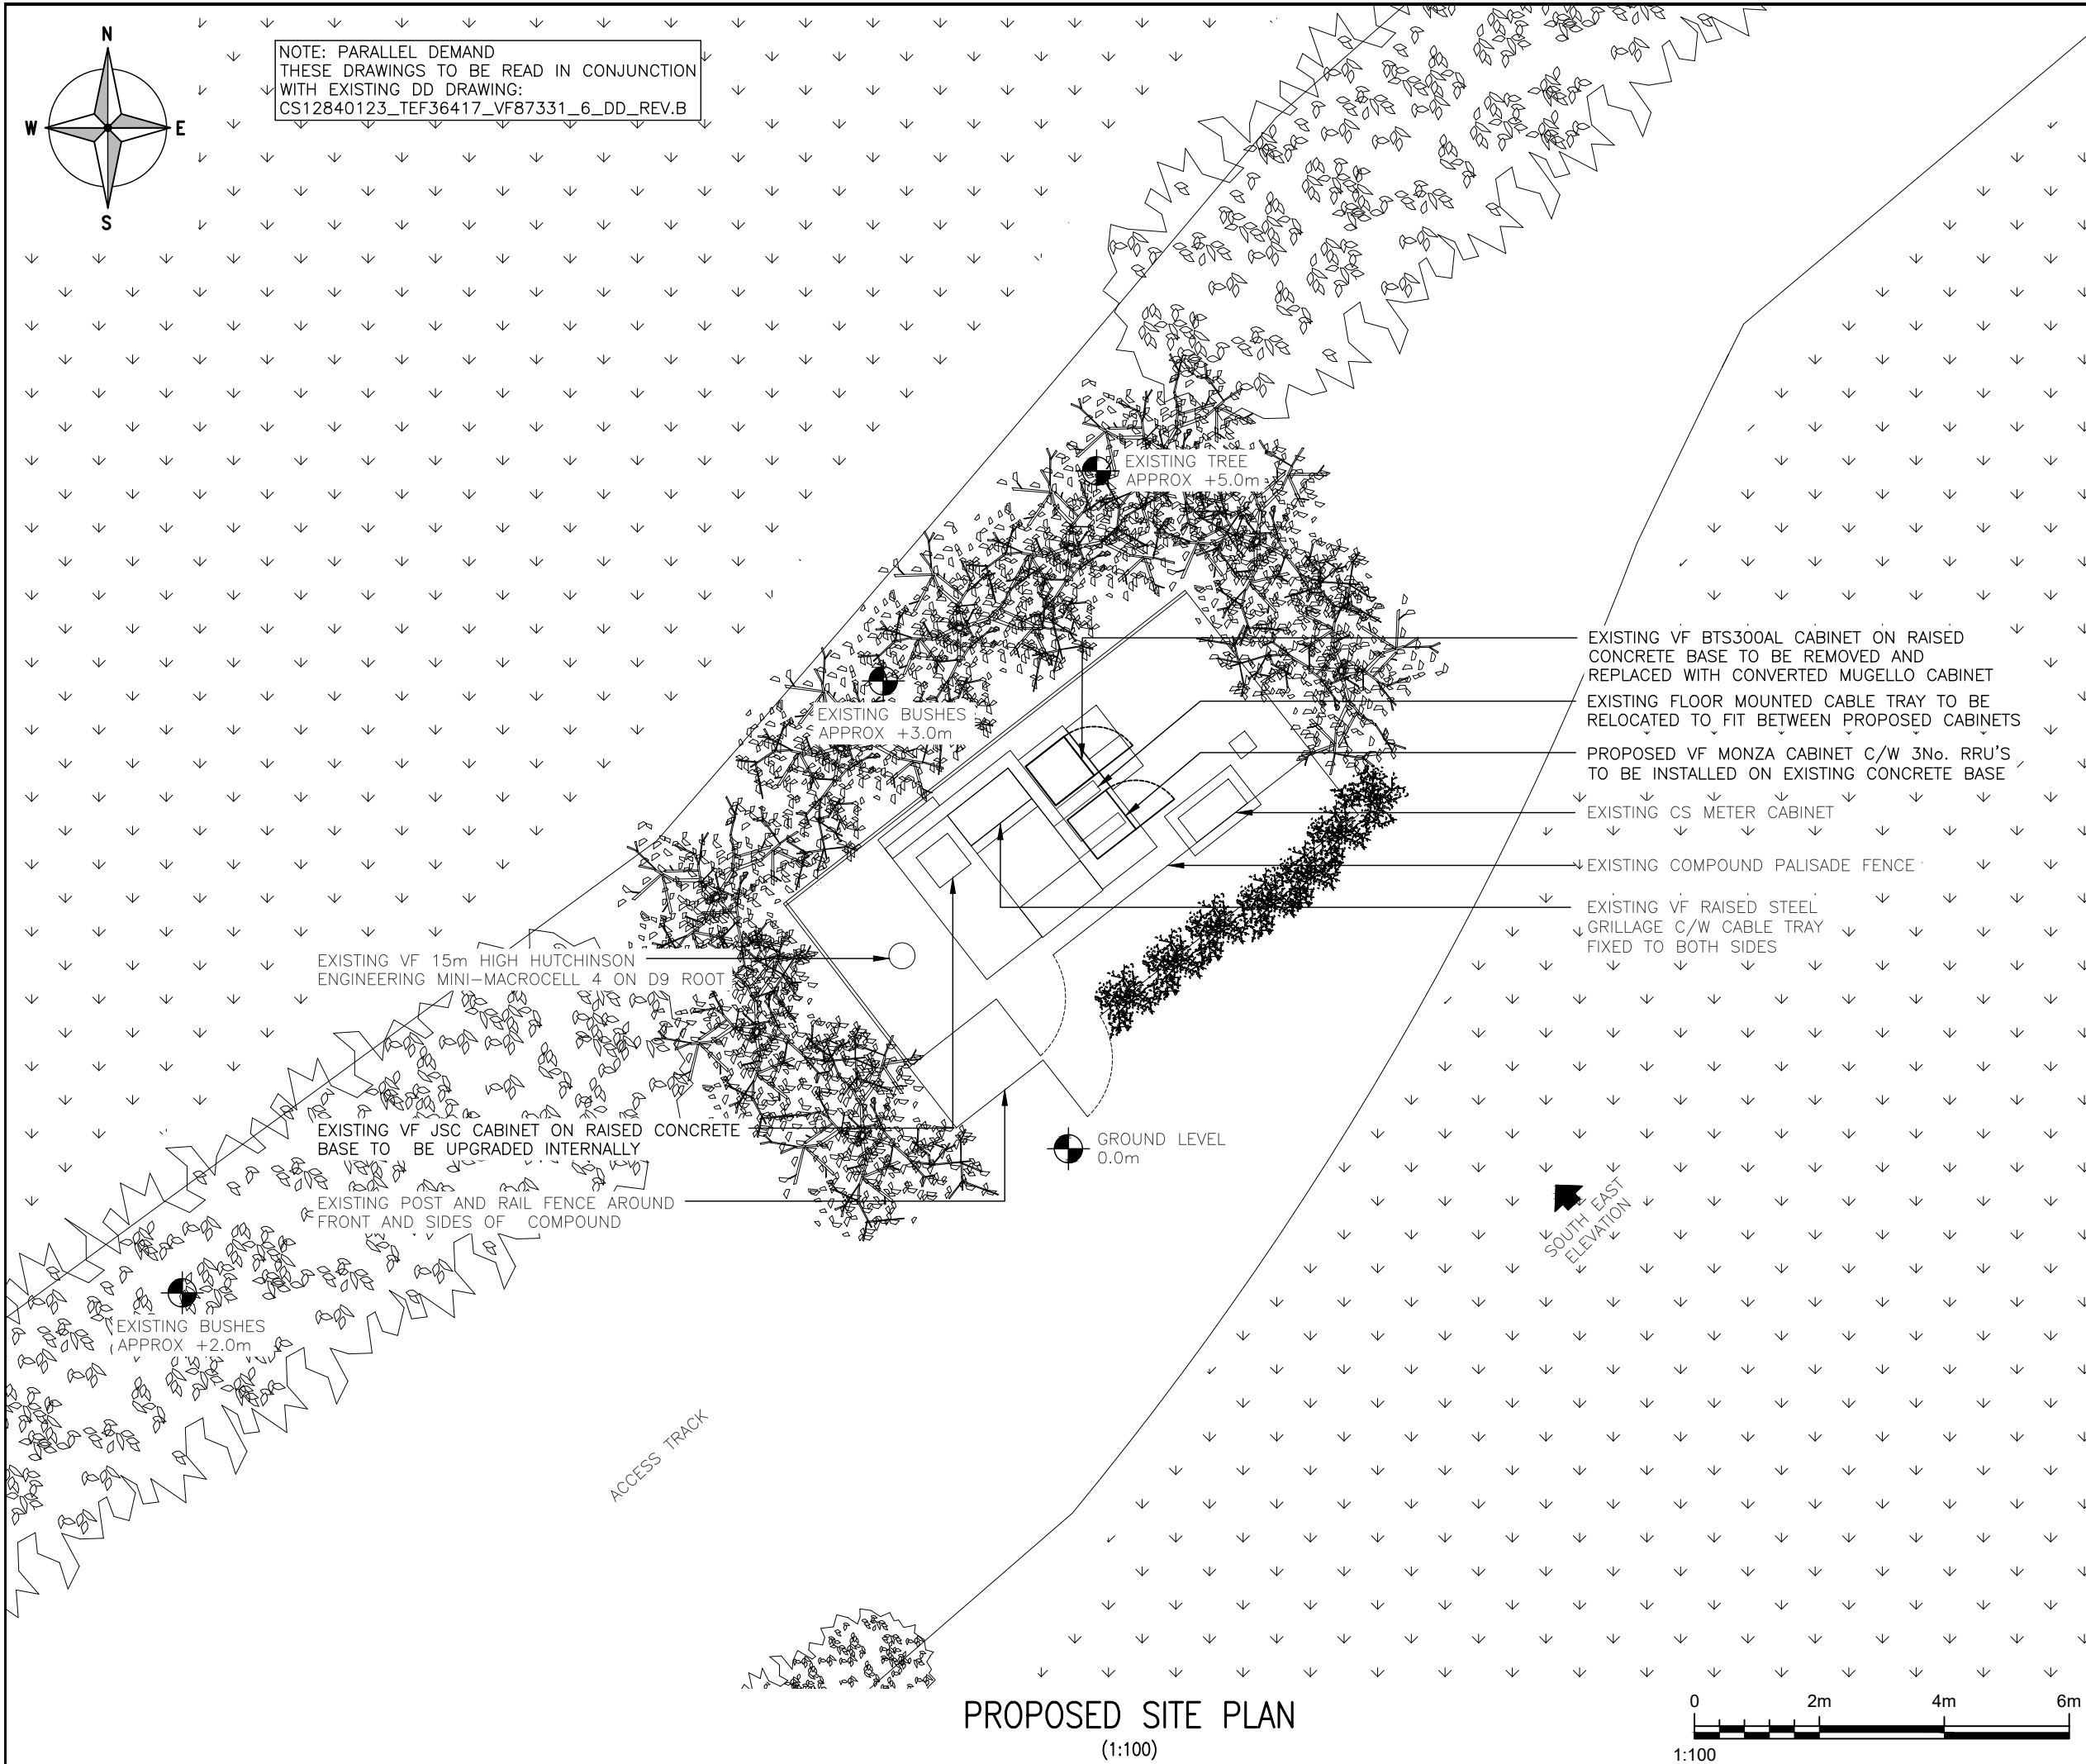 N
W
E
S
NOTE: PARALLEL DEMAND
THESE DRAWINGS TO BE READ IN CONJUNCTION
WITH EXISTING DD DRAWING:
CS12840123_TEF36417_VF87331_6_DD_REV.B
EXISTING TREE
APPROX +5.0m
EXISTING BUSHES
APPROX +3.0m
EXISTING VF BTS300AL CABINET ON RAISED
CONCRETE BASE TO BE REMOVED AND
REPLACED WITH CONVERTED MUGELLO CABINET
EXISTING FLOOR MOUNTED CABLE TRAY TO BE
RELOCATED TO FIT BETWEEN PROPOSED CABINETS
PROPOSED VF MONZA CABINET C/W 3No. RRU'S
TO BE INSTALLED ON EXISTING CONCRETE BASE
EXISTING CS METER CABINET
EXISTING COMPOUND PALISADE FENCE
EXISTING VF RAISED STEEL
GRILLAGE C/W CABLE TRAY
FIXED TO BOTH SIDES
EXISTING VF 15m HIGH HUTCHINSON
ENGINEERING MINI-MACROCELL 4 ON D9 ROOT
EXISTING VF JSC CABINET ON RAISED CONCRETE
BASE TO BE UPGRADED INTERNALLY
EXISTING POST AND RAIL FENCE AROUND
FRONT AND SIDES OF COMPOUND
GROUND LEVEL
0.0m
SOUTH EAST
ELEVATION
EXISTING BUSHES
APPROX +2.0m
ACCESS TRACK
PROPOSED SITE PLAN
(1:100)
0 2m 4m 6m
1:100